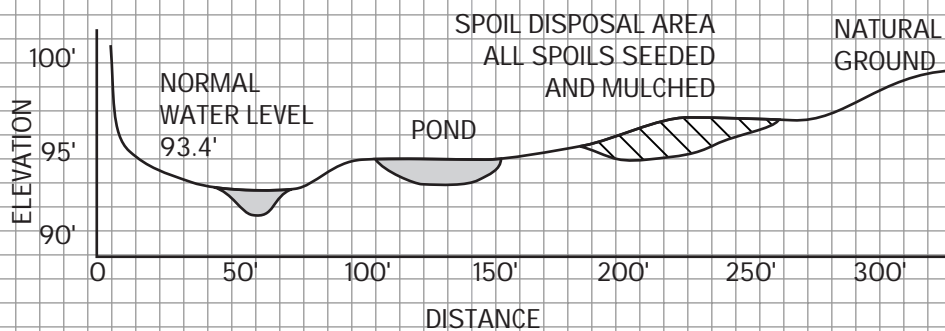 SPOIL DISPOSAL AREA
ALL SPOILS SEEDED
AND MULCHED
NATURAL
GROUND
100'
NORMAL
WATER LEVEL
93.4'
POND
95'
90'
ELEVATION
0
50'
100'
150'
200'
250'
300'
DISTANCE